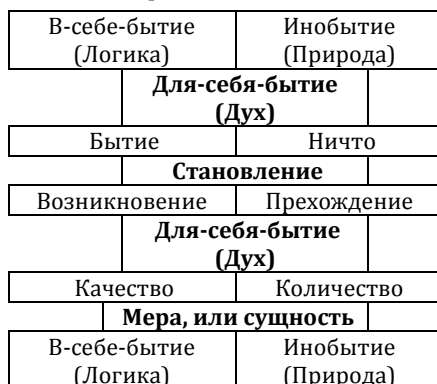 В-себе-бытие Инобытие
(Логика) (Природа)
Для-себя-бытие
(Дух)
Бытие Ничто
Становление
Возникновение Прехождение
Для-себя-бытие
(Дух)
Качество Количество
Мера, или сущность
В-себе-бытие Инобытие
(Логика) (Природа)